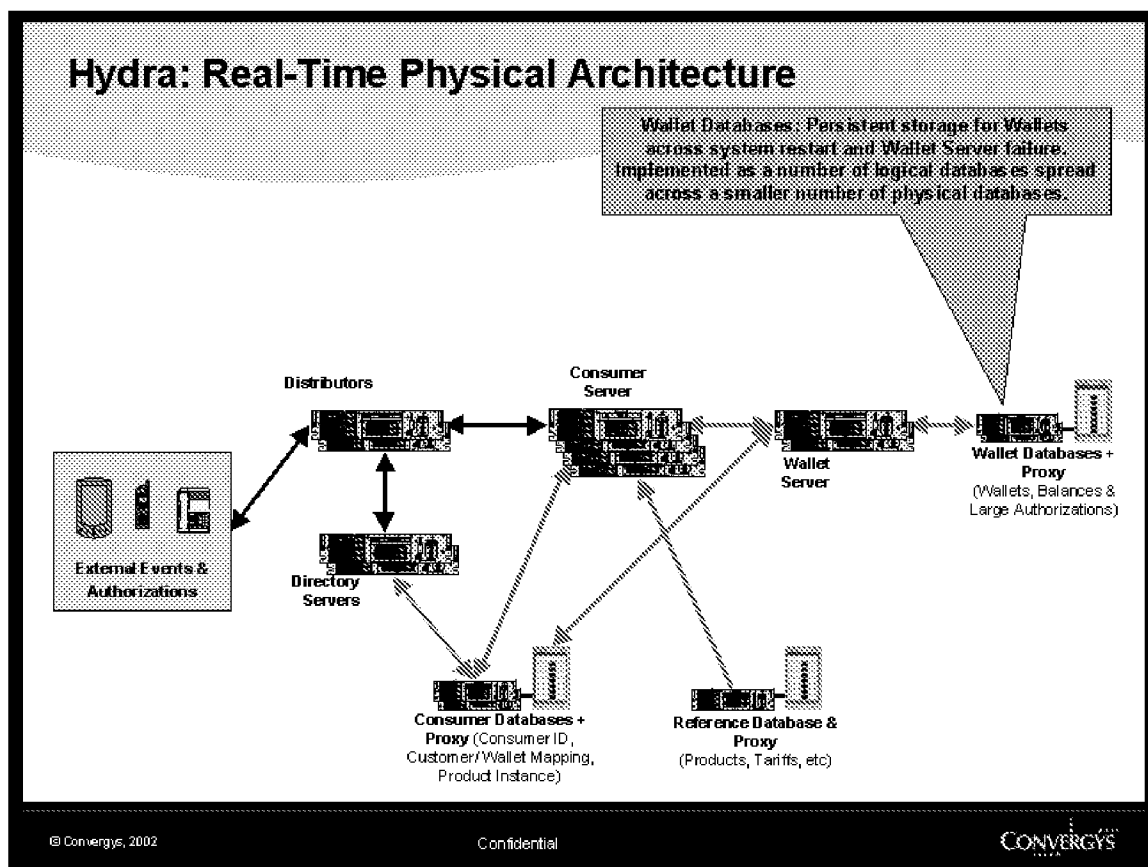 Hydra: Real-Time Physical Architecture
Wallet Databases: Persistent storage for Wallets
across system restart and Wallet Server failure.
Implemented as a number of logical databases spread
across a smaller number of physical databases.
Distributors
Consumer
Server
Wallet
Server
Wallet Databases +
Proxy
(Wallets, Balances &
Large Authorizations)
External Events &
Authorizations
Directory
Servers
Consumer Databases +
Proxy (Consumer ID,
Customer/Wallet Mapping,
Product Instance)
Reference Database &
Proxy
(Products, Tariffs, etc)
© Convergys, 2002
Confidential
CONVERGYS